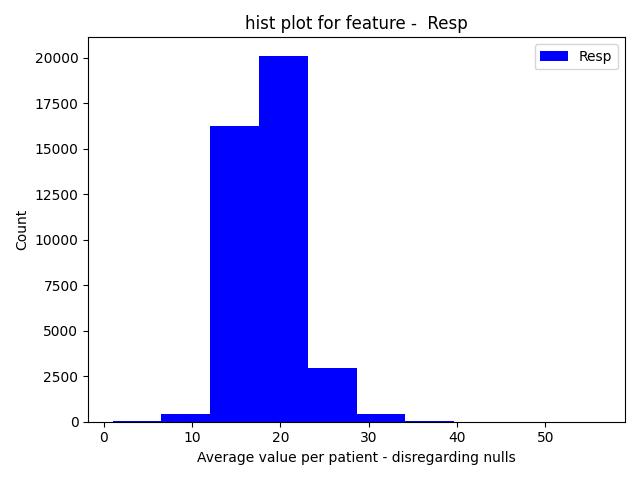 hist plot for feature -  Resp
Resp
20000
17500
15000
12500
10000
7500
5000
2500
0
Count
0 10 20 30 40 50
Average value per patient - disregarding nulls